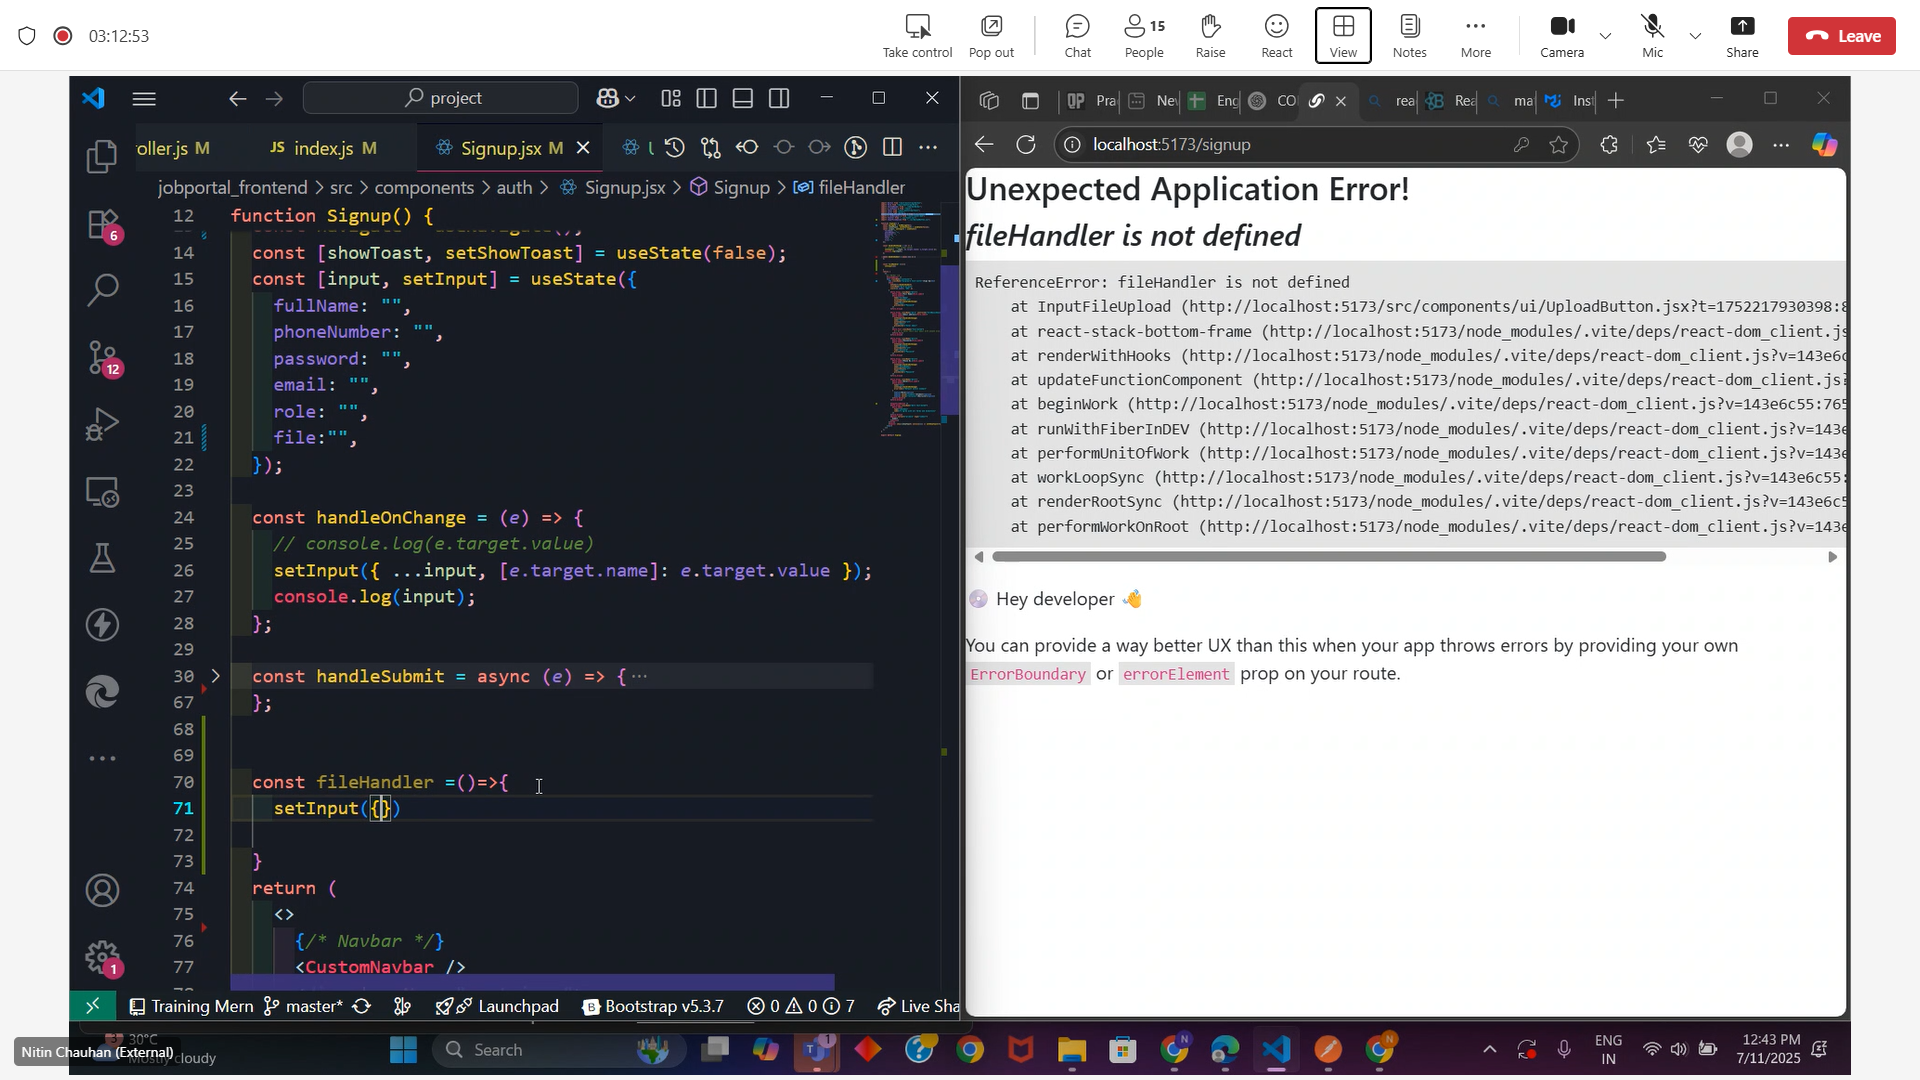 03:12:53
Take control
Pop out
Chat
15
People
Raise
React
View
Notes
More
Camera
Mic
Share
Leave
project
oller.js M
JS index.js M
Signup.jsx M
jobportal_frontend > src > components > auth > Signup.jsx > Signup > fileHandler
12 function Signup() {
14 const [showToast, setShowToast] = useState(false);
15 const [input, setInput] = useState({
16 fullName: "",
17 phoneNumber: "",
18 password: "",
19 email: "",
20 role: "",
21 file:"",
22 });
23
24 const handleOnChange = (e) => {
25 // console.log(e.target.value)
26 setInput({ ...input, [e.target.name]: e.target.value });
27 console.log(input);
28 };
29
30 const handleSubmit = async (e) => {···
67 };
68
69
70 const fileHandler =()=>{
71 setInput({})
72
73 }
74 return (
75 <>
76 {/* Navbar */}
77 <CustomNavbar />
6
12
1
Training Mern
master*
Launchpad
Bootstrap v5.3.7
0 0 7
Live Sha
Pra
Nev
Eng
CO
rea
Rea
ma
Inst
localhost:5173/signup
Unexpected Application Error!
fileHandler is not defined
ReferenceError: fileHandler is not defined
at InputFileUpload (http://localhost:5173/src/components/ui/UploadButton.jsx?t=1752217930398:8
at react-stack-bottom-frame (http://localhost:5173/node_modules/.vite/deps/react-dom_client.js
at renderWithHooks (http://localhost:5173/node_modules/.vite/deps/react-dom_client.js?v=143e6c
at updateFunctionComponent (http://localhost:5173/node_modules/.vite/deps/react-dom_client.js?
at beginWork (http://localhost:5173/node_modules/.vite/deps/react-dom_client.js?v=143e6c55:765
at runWithFiberInDEV (http://localhost:5173/node_modules/.vite/deps/react-dom_client.js?v=143e
at performUnitOfWork (http://localhost:5173/node_modules/.vite/deps/react-dom_client.js?v=143e
at workLoopSync (http://localhost:5173/node_modules/.vite/deps/react-dom_client.js?v=143e6c55:
at renderRootSync (http://localhost:5173/node_modules/.vite/deps/react-dom_client.js?v=143e6c5
at performWorkOnRoot (http://localhost:5173/node_modules/.vite/deps/react-dom_client.js?v=143e
💿 Hey developer 👋
You can provide a way better UX than this when your app throws errors by providing your own
ErrorBoundary or errorElement prop on your route.
30°C
Mostly cloudy
Nitin Chauhan (External)
Search
ENG
IN
12:43 PM
7/11/2025